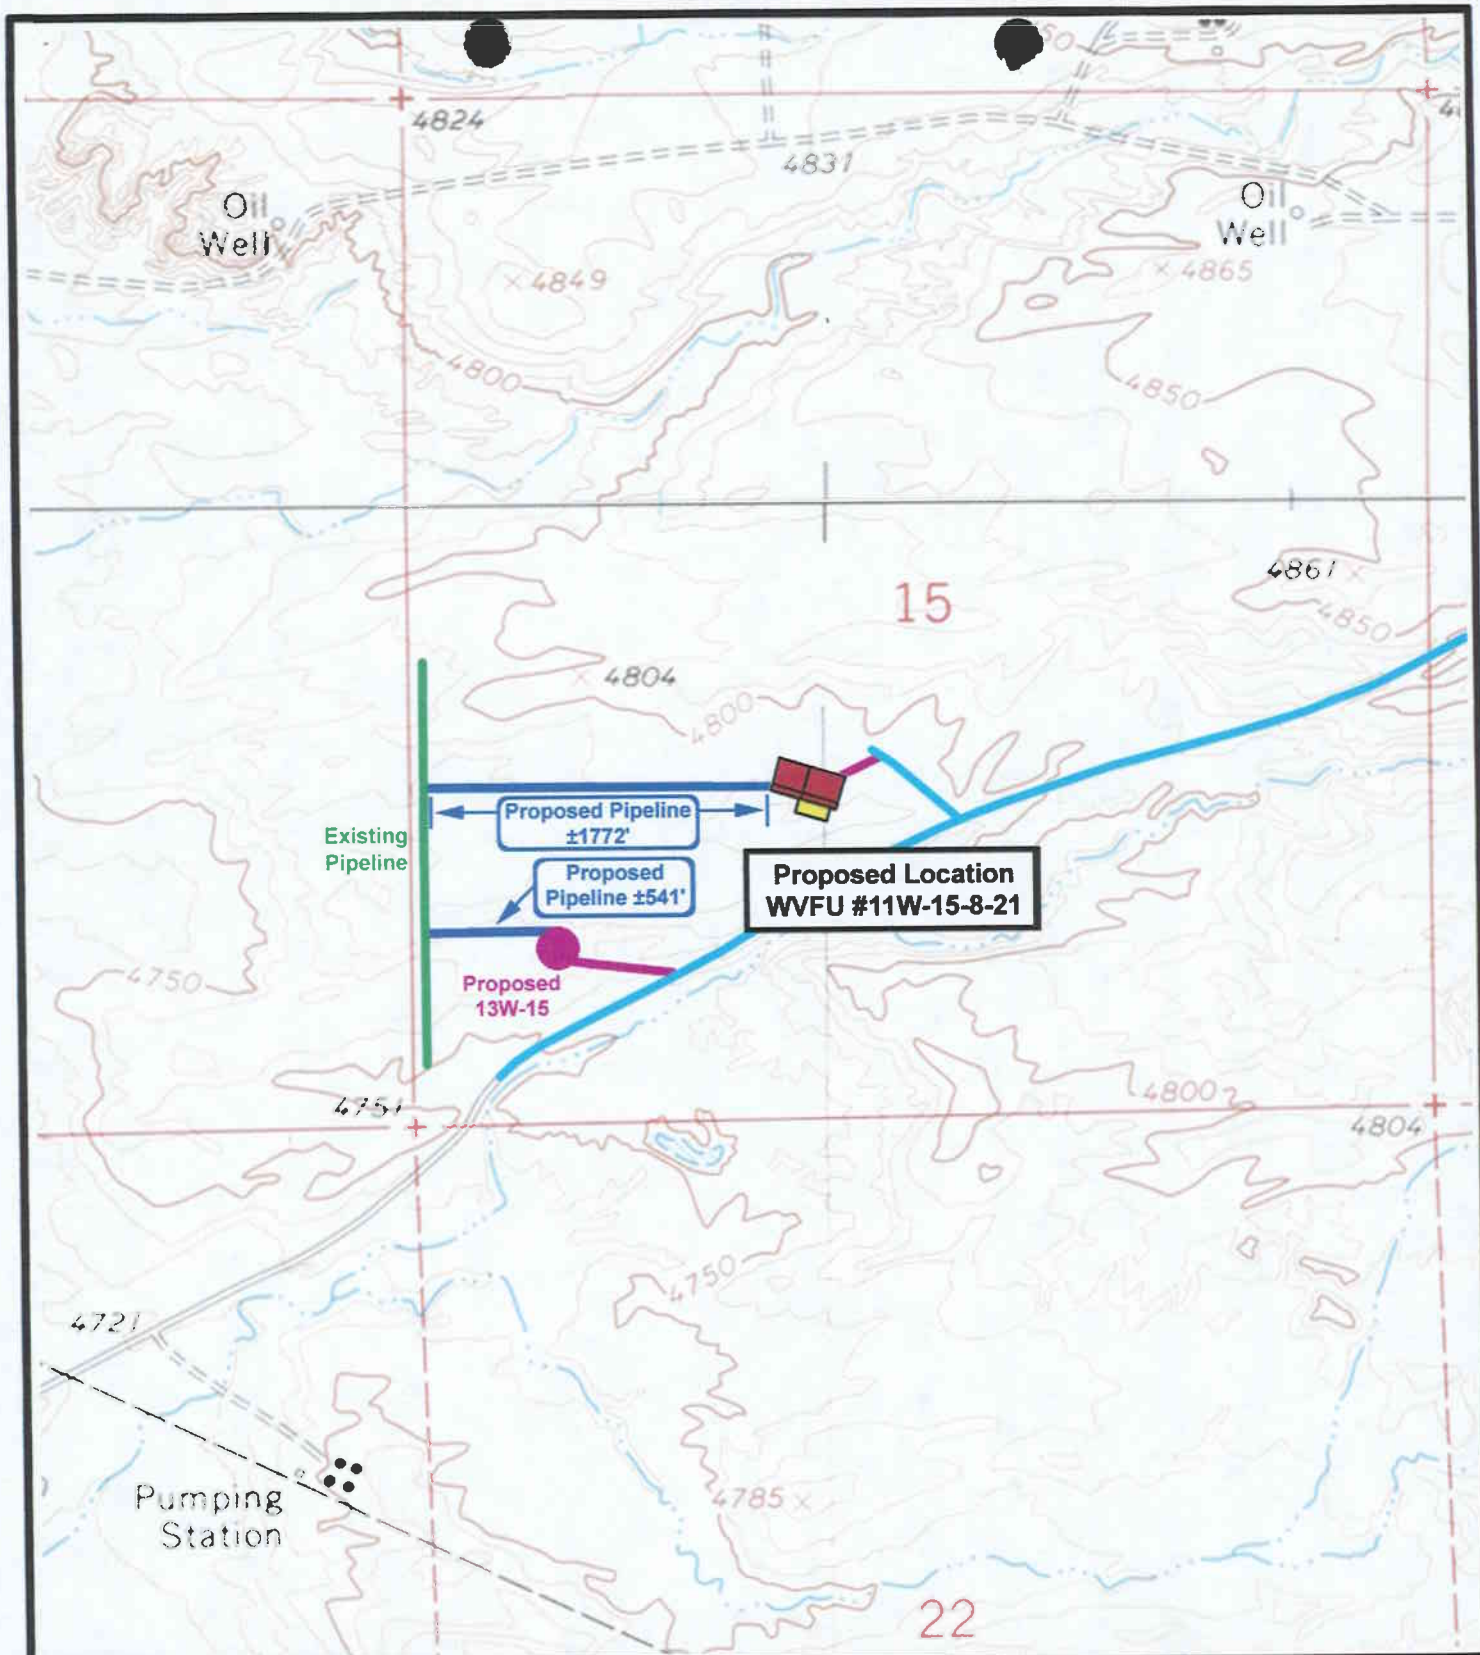 50
4824
4831
Oil
Well
Oil
Well
4849
4865
4800
4850
15
4861
4850
4804
4800
Proposed Pipeline
±1772'
Existing
Pipeline
Proposed
Pipeline ±541'
Proposed Location
WVFU #11W-15-8-21
4750
Proposed
13W-15
4751
4800
4804
4750
4721
Pumping
Station
4785
22